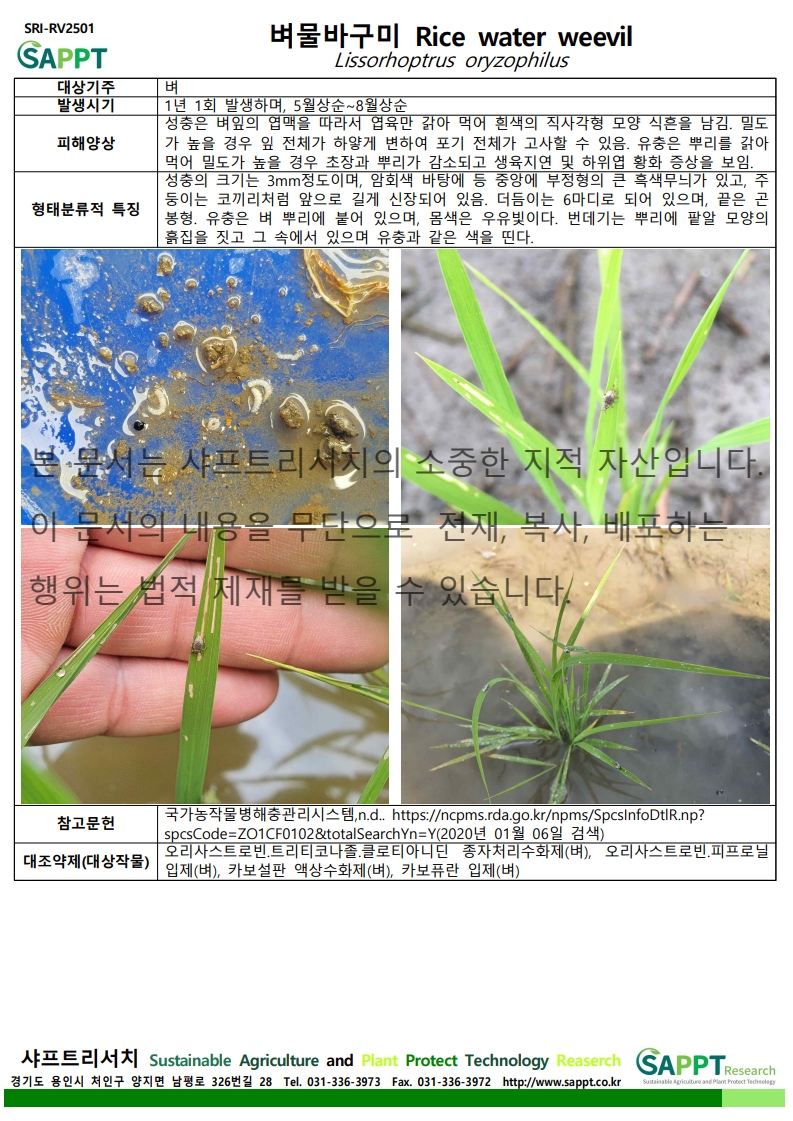 SRI-RV2501
SAPPT
벼물바구미 Rice water weevil
Lissorhoptrus oryzophilus
대상기주
벼
발생시기
1년 1회 발생하며, 5월상순~8월상순
피해양상
성충은 벼잎의 엽맥을 따라서 엽육만 갉아 먹어 흰색의 직사각형 모양 식흔을 남김. 밀도
가 높을 경우 잎 전체가 하얗게 변하여 포기 전체가 고사할 수 있음. 유충은 뿌리를 갉아
먹어 밀도가 높을 경우 초장과 뿌리가 감소되고 생육지연 및 하위엽 황화 증상을 보임.
형태분류적 특징
성충의 크기는 3mm정도이며, 암회색 바탕에 등 중앙에 부정형의 큰 흑색무늬가 있고, 주
둥이는 코끼리처럼 앞으로 길게 신장되어 있음. 더듬이는 6마디로 되어 있으며, 끝은 곤
봉형. 유충은 벼 뿌리에 붙어 있으며, 몸색은 우유빛이다. 번데기는 뿌리에 팥알 모양의
흙집을 짓고 그 속에서 있으며 유충과 같은 색을 띤다.
본 문서는 샤프트리서치의 소중한 지적 자산입니다.
이 문서의 내용을 무단으로 전재, 복사, 배포하는
행위는 법적 제재를 받을 수 있습니다.
참고문헌
국가농작물병해충관리시스템,n.d.. https://ncpms.rda.go.kr/npms/SpcsInfoDtlR.np?
spcsCode=ZO1CF0102&totalSearchYn=Y(2020년 01월 06일 검색)
대조약제(대상작물)
오리사스트로빈.트리티코나졸.클로티아니딘 종자처리수화제(벼), 오리사스트로빈.피프로닐
입제(벼), 카보설판 액상수화제(벼), 카보퓨란 입제(벼)
샤프트리서치 Sustainable Agriculture and Plant Protect Technology Reaserch
경기도 용인시 처인구 양지면 남평로 326번길 28 Tel. 031-336-3973 Fax. 031-336-3972 http://www.sappt.co.kr
SAPPT Research
Sustainable Agriculture and Plant Protect Technology